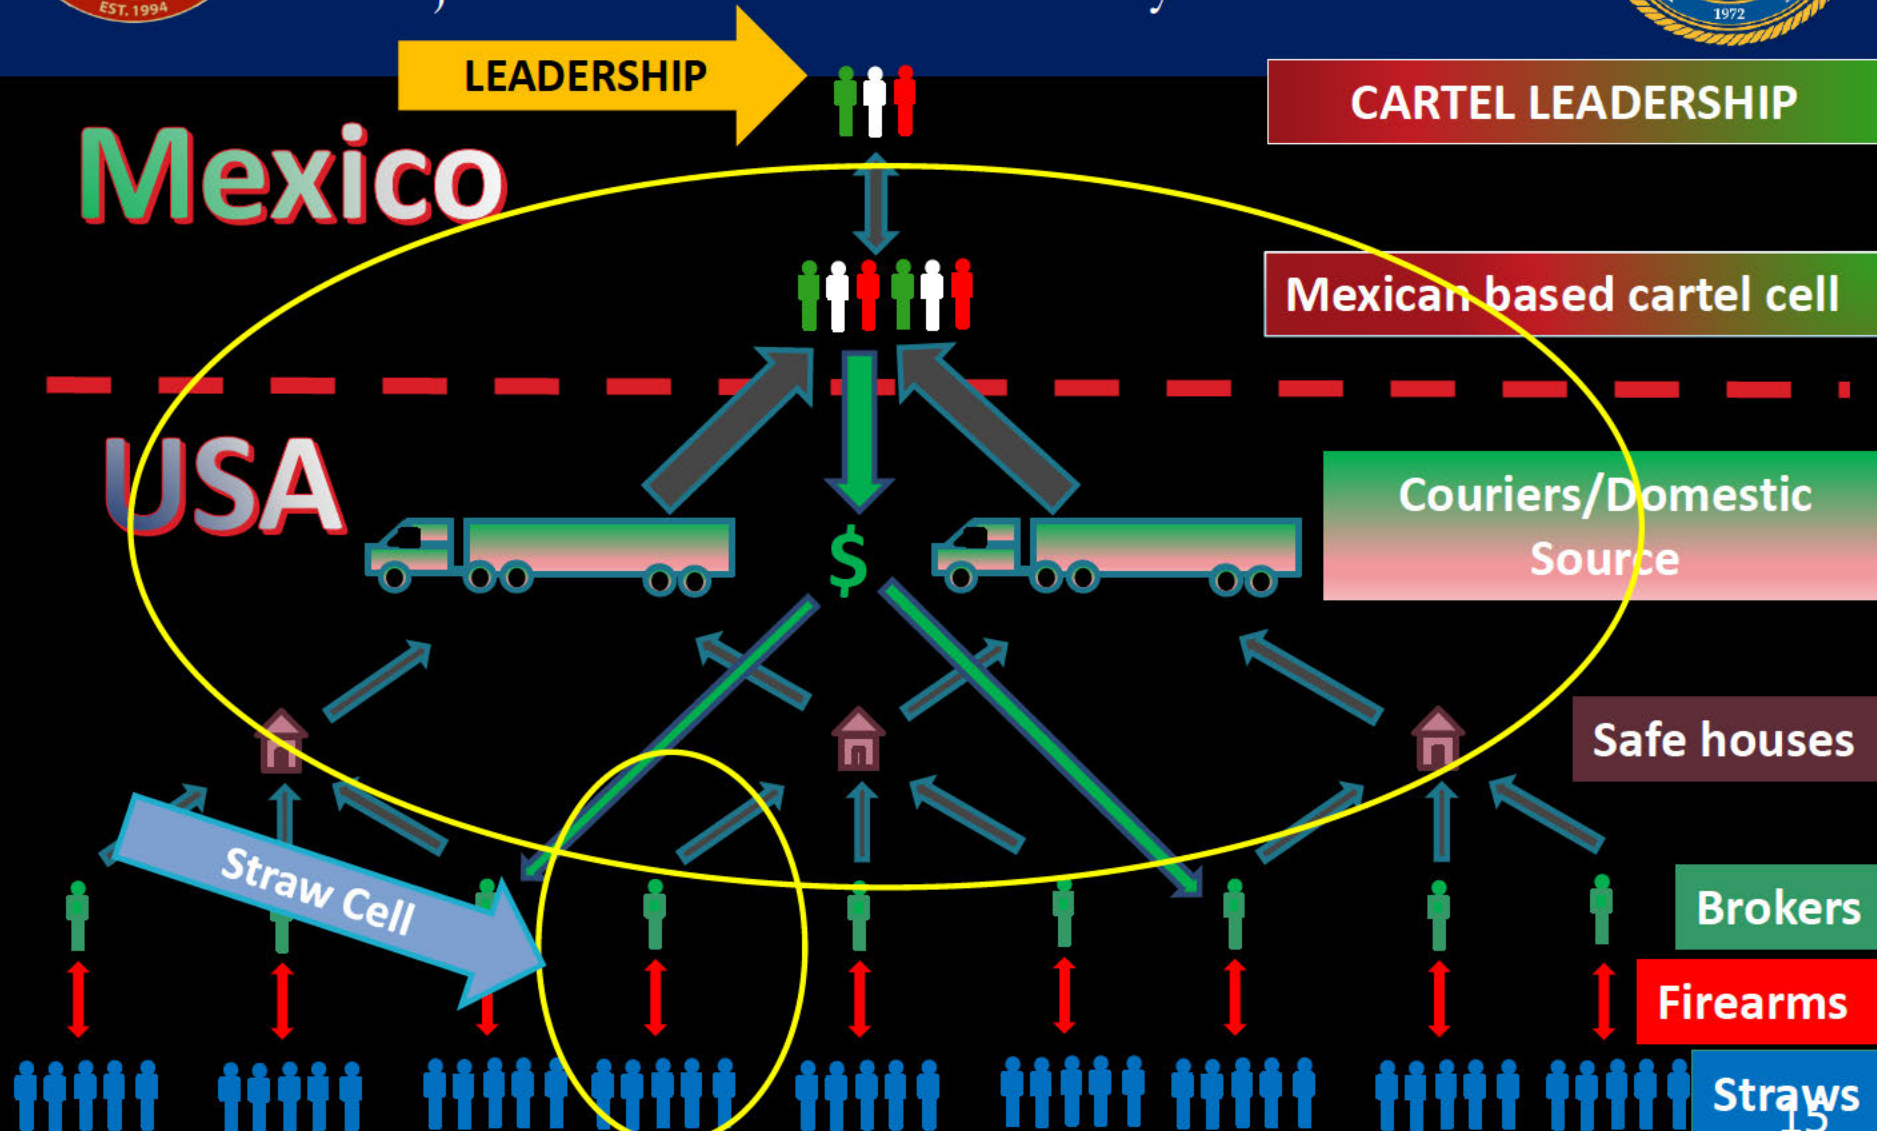 EST. 1994
1972
LEADERSHIP
CARTEL LEADERSHIP
Mexico
Mexican based cartel cell
USA
Couriers/Domestic
Source
$
Safe houses
Straw Cell
Brokers
Firearms
Straws
15